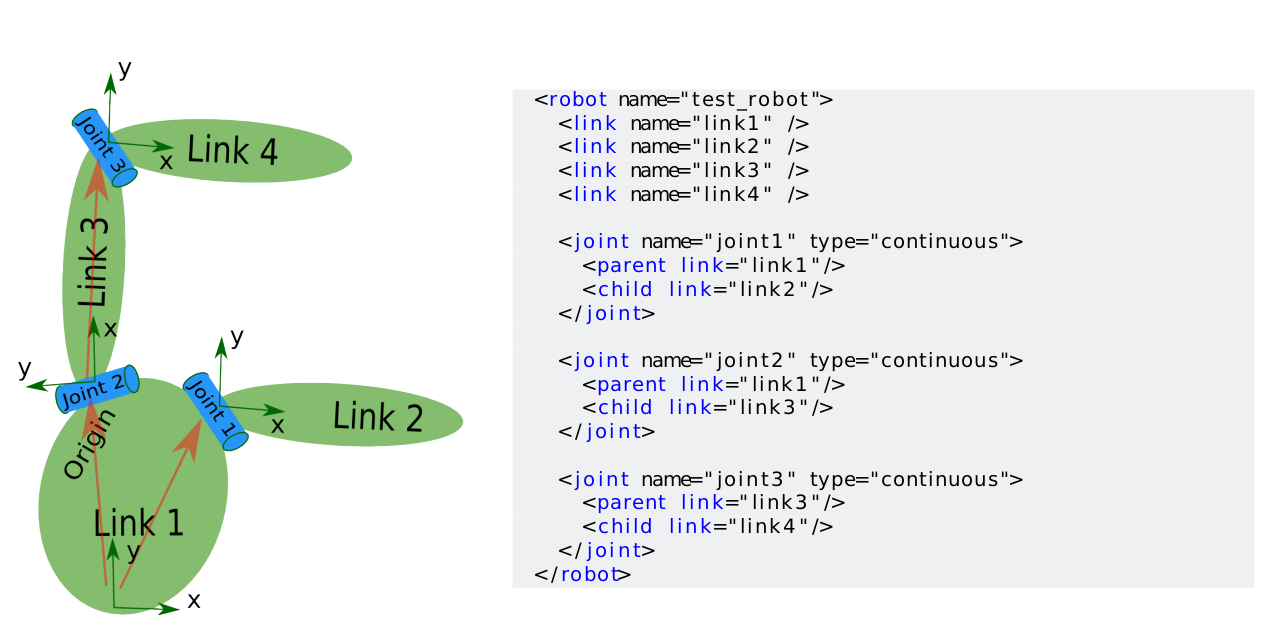 y
Joint 3
x
Link 4
Link 3
x
y
Joint 2
y
Joint 1
x
Link 2
Origin
Link 1
y
x
<robot name="test_robot">
<link name="link1" />
<link name="link2" />
<link name="link3" />
<link name="link4" />
<joint name="joint1" type="continuous">
<parent link="link1"/>
<child link="link2"/>
</joint>
<joint name="joint2" type="continuous">
<parent link="link1"/>
<child link="link3"/>
</joint>
<joint name="joint3" type="continuous">
<parent link="link3"/>
<child link="link4"/>
</joint>
</robot>